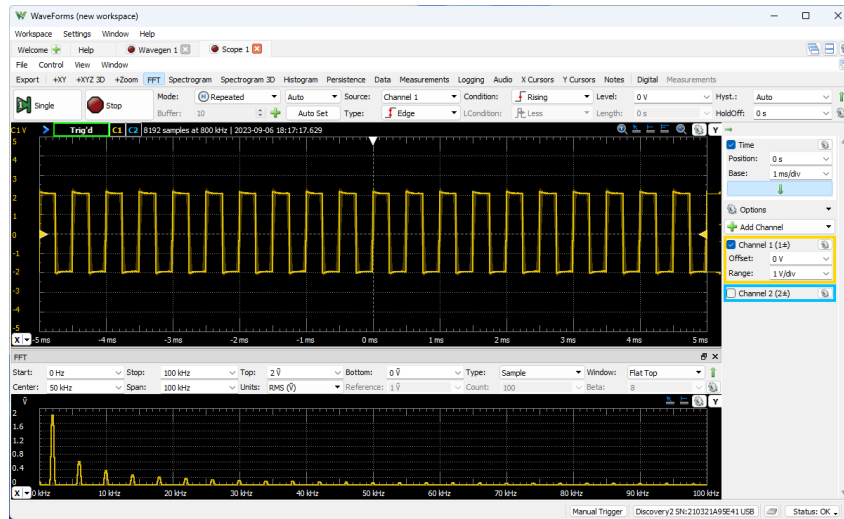 WaveForms (new workspace)
Workspace Settings Window Help
Welcome Help Wavegen 1 Scope 1
File Control View Window
Export +XY +XYZ 3D +Zoom FFT Spectrogram Spectrogram 3D Histogram Persistence Data Measurements Logging Audio X Cursors Y Cursors Notes Digital Measurements
Single Stop Mode: Repeated Auto Source: Channel 1 Condition: Rising Level: 0 V Hyst.: Auto
Buffer: 10 Auto Set Type: Edge LCondition: Less Length: 0 s HoldOff: 0 s
C1 V Trig'd C1 C2 8192 samples at 800 kHz | 2023-09-06 18:17:17.629 Y
5
4
3
2
1
0
-1
-2
-3
-4
-5
X -5 ms -4 ms -3 ms -2 ms -1 ms 0 ms 1 ms 2 ms 3 ms 4 ms 5 ms
Time
Position: 0 s
Base: 1 ms/div
Options
Add Channel
Channel 1 (1±)
Offset: 0 V
Range: 1 V/div
Channel 2 (2±)
FFT
Start: 0 Hz Stop: 100 kHz Top: 2 Ṽ Bottom: 0 Ṽ Type: Sample Window: Flat Top
Center: 50 kHz Span: 100 kHz Units: RMS (Ṽ) Reference: 1 Ṽ Count: 100 Beta: 8
Ṽ Y
2
1.6
1.2
0.8
0.4
0
X 0 kHz 10 kHz 20 kHz 30 kHz 40 kHz 50 kHz 60 kHz 70 kHz 80 kHz 90 kHz 100 kHz
Manual Trigger Discovery2 SN:210321A95E41 USB Status: OK